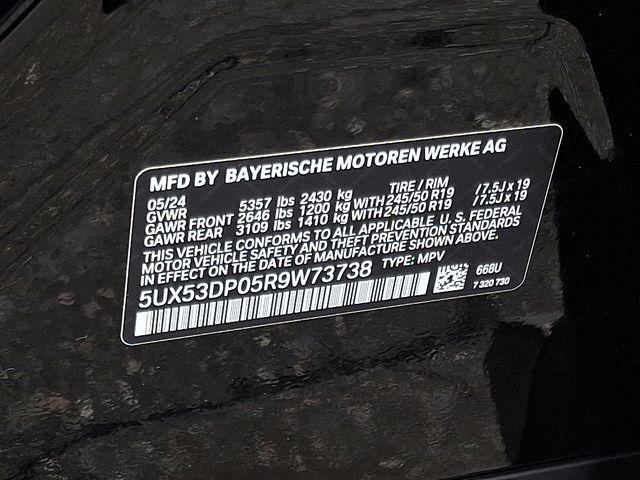 MFD BY BAYERISCHE MOTOREN WERKE AG
05/24 TIRE / RIM
GVWR 5357 lbs 2430 kg
GAWR FRONT 2646 lbs 1200 kg WITH 245/50 R19 / 7.5J x 19
GAWR REAR 3109 lbs 1410 kg WITH 245/50 R19 / 7.5J x 19
THIS VEHICLE CONFORMS TO ALL APPLICABLE U. S. FEDERAL
MOTOR VEHICLE SAFETY AND THEFT PREVENTION STANDARDS
IN EFFECT ON THE DATE OF MANUFACTURE SHOWN ABOVE.
5UX53DP05R9W73738 TYPE: MPV
668U
7 320 730